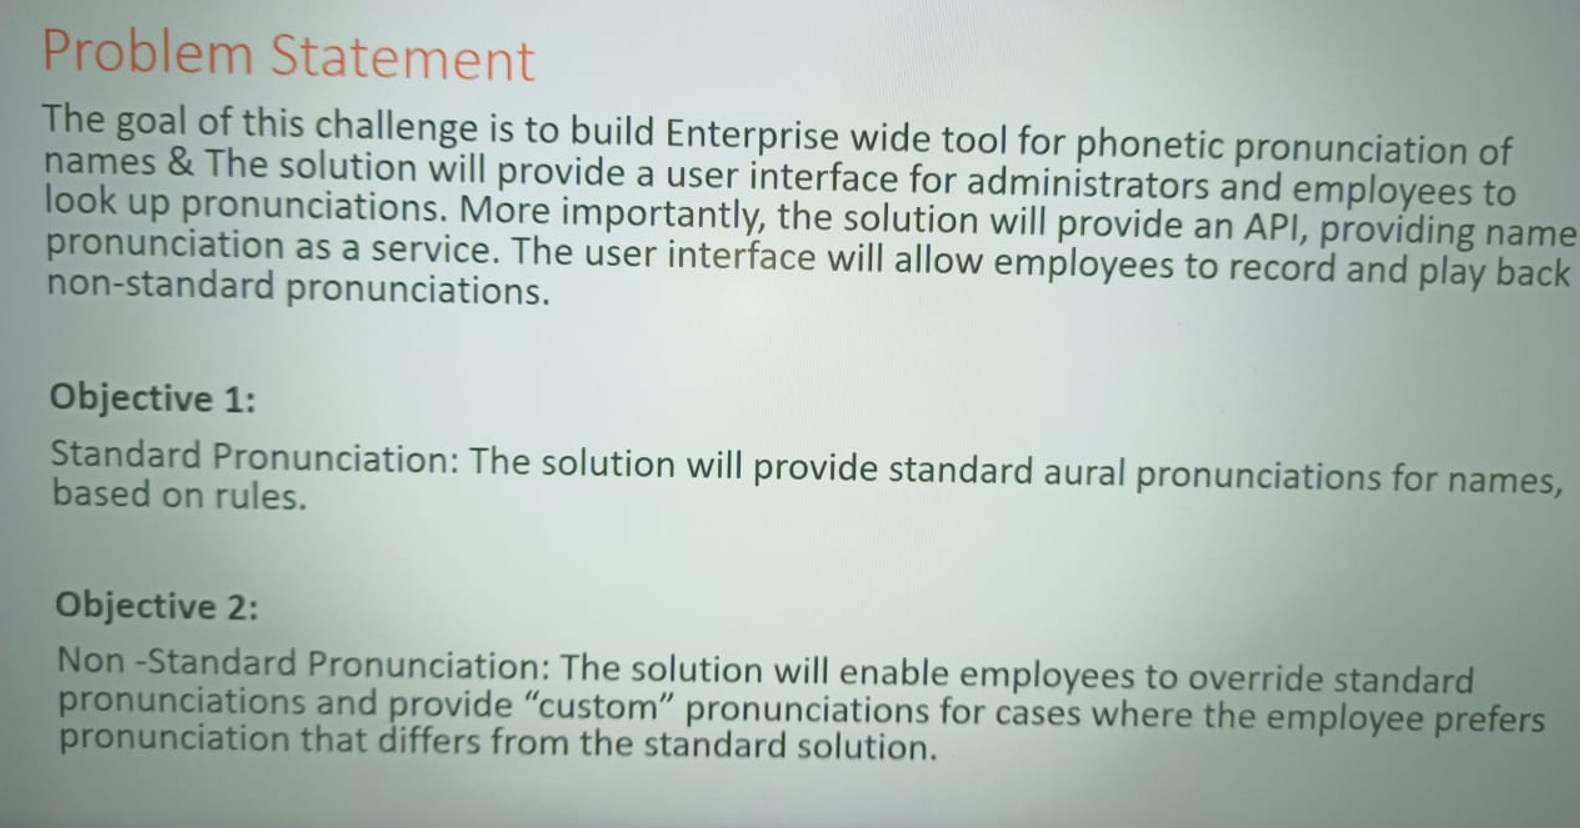 Problem Statement
The goal of this challenge is to build Enterprise wide tool for phonetic pronunciation of
names & The solution will provide a user interface for administrators and employees to
look up pronunciations. More importantly, the solution will provide an API, providing name
pronunciation as a service. The user interface will allow employees to record and play back
non-standard pronunciations.
Objective 1:
Standard Pronunciation: The solution will provide standard aural pronunciations for names,
based on rules.
Objective 2:
Non -Standard Pronunciation: The solution will enable employees to override standard
pronunciations and provide “custom” pronunciations for cases where the employee prefers
pronunciation that differs from the standard solution.